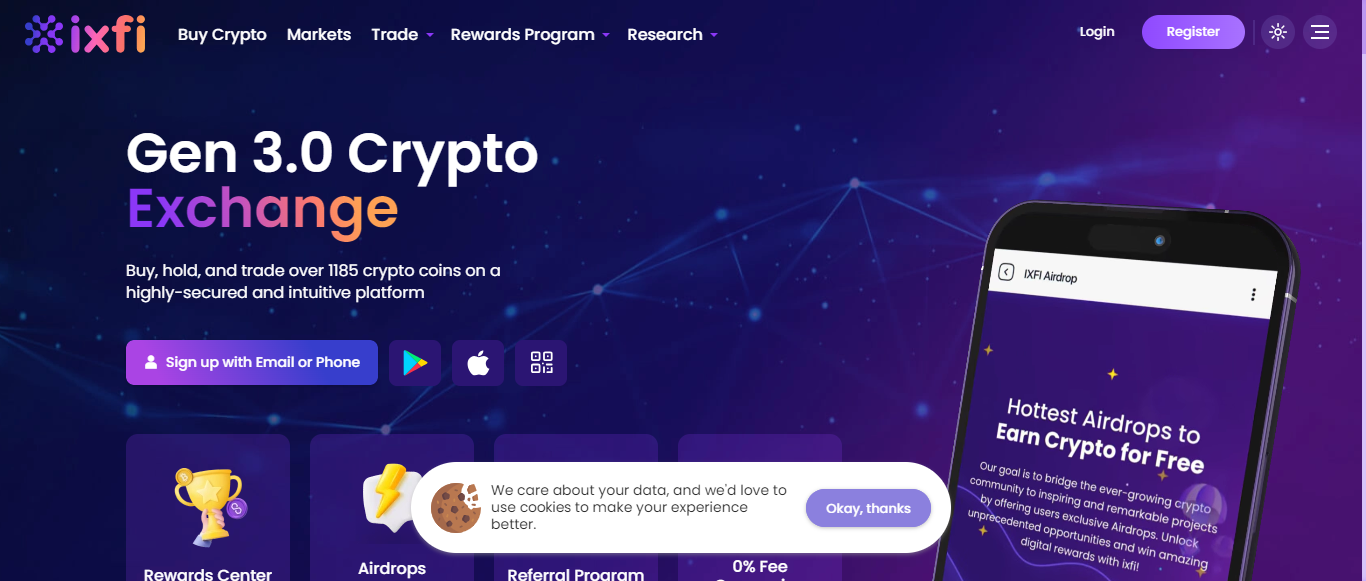 ixfi
Buy Crypto
Markets
Trade
Rewards Program
Research
Login
Register
Gen 3.0 Crypto
Exchange
Buy, hold, and trade over 1185 crypto coins on a
highly-secured and intuitive platform
Sign up with Email or Phone
Rewards Center
Airdrops
Referral Program
0% Fee
We care about your data, and we'd love to
use cookies to make your experience
better.
Okay, thanks
IXFI Airdrop
Hottest Airdrops to
Earn Crypto for Free
Our goal is to bridge the ever-growing crypto
community to inspiring and remarkable projects
by offering users exclusive Airdrops. Unlock
unprecedented opportunities and win amazing
digital rewards with ixfi!